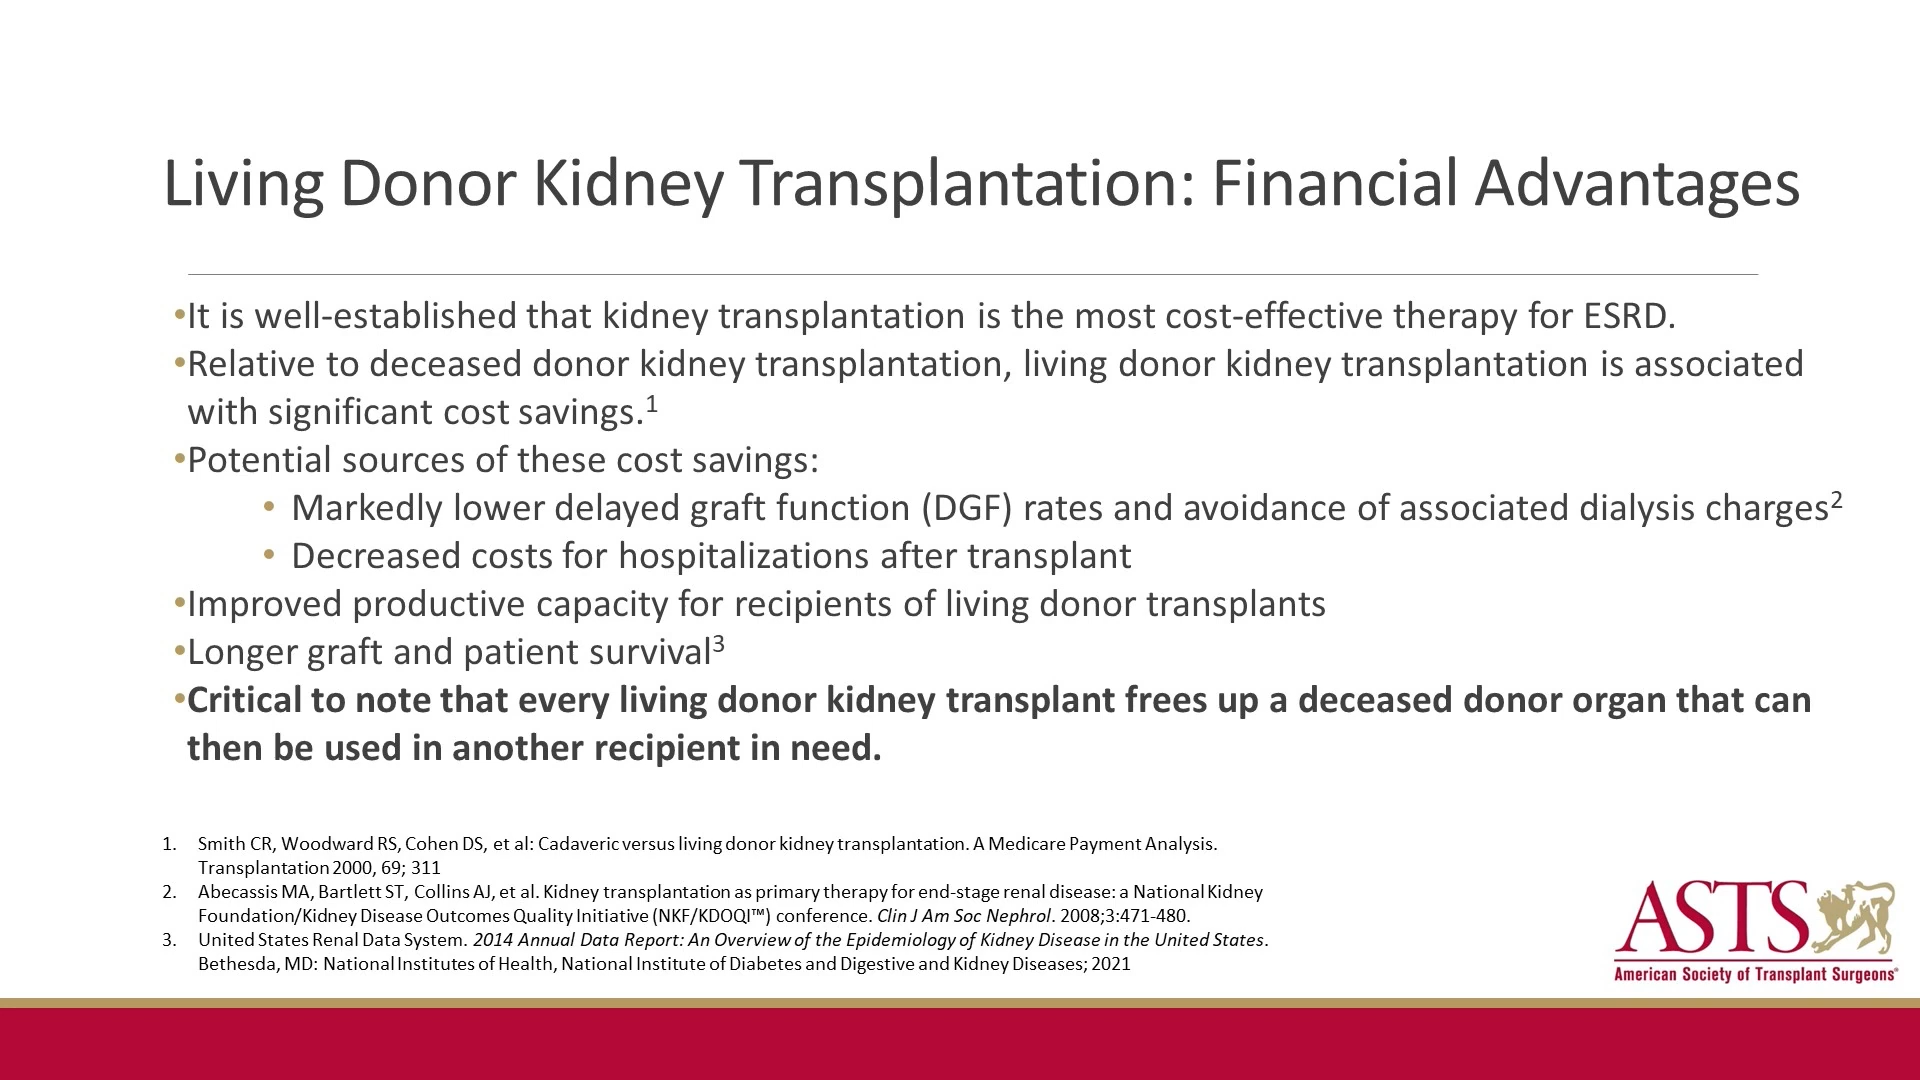 Living Donor Kidney Transplantation: Financial Advantages
•It is well-established that kidney transplantation is the most cost-effective therapy for ESRD.
•Relative to deceased donor kidney transplantation, living donor kidney transplantation is associated
with significant cost savings.1
•Potential sources of these cost savings:
• Markedly lower delayed graft function (DGF) rates and avoidance of associated dialysis charges2
• Decreased costs for hospitalizations after transplant
•Improved productive capacity for recipients of living donor transplants
•Longer graft and patient survival3
•Critical to note that every living donor kidney transplant frees up a deceased donor organ that can
then be used in another recipient in need.
1. Smith CR, Woodward RS, Cohen DS, et al: Cadaveric versus living donor kidney transplantation. A Medicare Payment Analysis.
Transplantation 2000, 69; 311
2. Abecassis MA, Bartlett ST, Collins AJ, et al. Kidney transplantation as primary therapy for end-stage renal disease: a National Kidney
Foundation/Kidney Disease Outcomes Quality Initiative (NKF/KDOQI™) conference. Clin J Am Soc Nephrol. 2008;3:471-480.
3. United States Renal Data System. 2014 Annual Data Report: An Overview of the Epidemiology of Kidney Disease in the United States.
Bethesda, MD: National Institutes of Health, National Institute of Diabetes and Digestive and Kidney Diseases; 2021
ASTS
American Society of Transplant Surgeons®